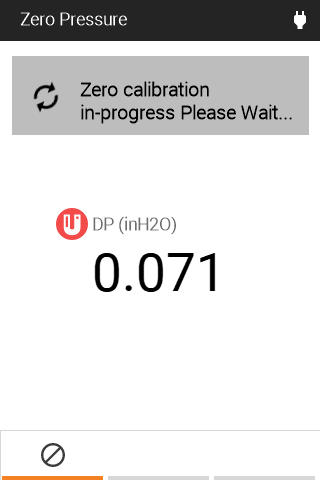 Zero Pressure
Zero calibration
in-progress Please Wait...
DP (inH2O)
0.071